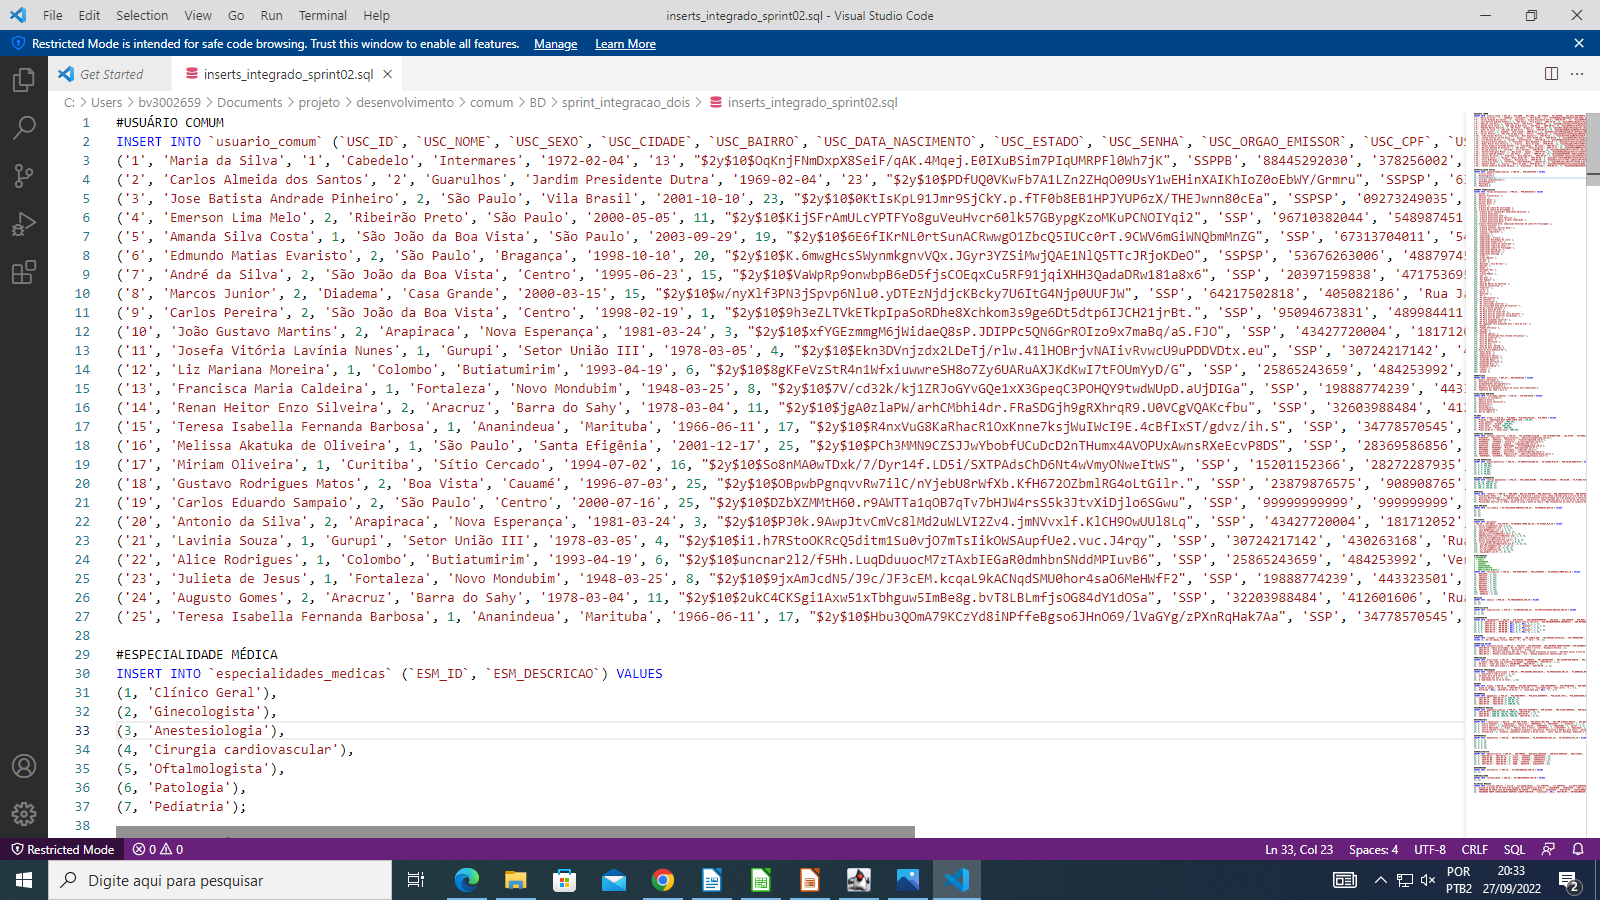 File Edit Selection View Go Run Terminal Help
inserts_integrado_sprint02.sql - Visual Studio Code
Restricted Mode is intended for safe code browsing. Trust this window to enable all features. Manage Learn More
Get Started inserts_integrado_sprint02.sql
C: > Users > bv3002659 > Documents > projeto > desenvolvimento > comum > BD > sprint_integracao_dois > inserts_integrado_sprint02.sql
1 #USUÁRIO COMUM
2 INSERT INTO `usuario_comum` (`USC_ID`, `USC_NOME`, `USC_SEXO`, `USC_CIDADE`, `USC_BAIRRO`, `USC_DATA_NASCIMENTO`, `USC_ESTADO`, `USC_SENHA`, `USC_ORGAO_EMISSOR`, `USC_CPF`,
3 ('1', 'Maria da Silva', '1', 'Cabedelo', 'Intermares', '1972-02-04', '13', "$2y$10$OqKnjFNmDxpX8SeiF/qAK.4Mqej.E0IXuBSim7PIqUMRPFl0Wh7jK", "SSPPB", '88445292030', '378256002',
4 ('2', 'Carlos Almeida dos Santos', '2', 'Guarulhos', 'Jardim Presidente Dutra', '1969-02-04', '23', "$2y$10$PDfUQ0VKwFb7A1LZn2ZHqO09UsY1wEHinXAIKhIoZ0oEbWY/Grmru", "SSPSP",
5 ('3', 'Jose Batista Andrade Pinheiro', 2, 'São Paulo', 'Vila Brasil', '2001-10-10', 23, "$2y$10$0KtIsKpL91Jmr9SjCkY.p.fTF0b8EB1HPJYUP6zX/THEJwnn80cEa", "SSPSP", '09273249035',
6 ('4', 'Emerson Lima Melo', 2, 'Ribeirão Preto', 'São Paulo', '2000-05-05', 11, "$2y$10$KijSFrAmULcYPTFYo8guVeuHvcr60lk57GBypgKzoMKuPCNOIYqi2", "SSP", '96710382044', '548987451'
7 ('5', 'Amanda Silva Costa', 1, 'São João da Boa Vista', 'São Paulo', '2003-09-29', 19, "$2y$10$6E6fIKrNL0rtSunACRwwgO1ZbcQ5IUCc0rT.9CWV6mGiWNQbmMnZG", "SSP", '67313704011',
8 ('6', 'Edmundo Matias Evaristo', 2, 'São Paulo', 'Bragança', '1998-10-10', 20, "$2y$10$K.6mwgHcsSWynmkgnvVQx.JGyr3YZSiMwjQAE1NlQ5TTcJRjoKDeO", "SSPSP", '53676263006',
9 ('7', 'André da Silva', 2, 'São João da Boa Vista', 'Centro', '1995-06-23', 15, "$2y$10$VaWpRp9onwbpB6eD5fjsCOEqxCu5RF91jqiXHH3QadaDRw181a8x6", "SSP", '20397159838',
10 ('8', 'Marcos Junior', 2, 'Diadema', 'Casa Grande', '2000-03-15', 15, "$2y$10$w/nyXlf3PN3jSpvp6Nlu0.yDTEzNjdjcKBcky7U6ItG4Njp0UUFJW", "SSP", '64217502818', '405082186', 'Rua
11 ('9', 'Carlos Pereira', 2, 'São João da Boa Vista', 'Centro', '1998-02-19', 1, "$2y$10$9h3eZLTVkETkpIpaSoRDhe8Xchkom3s9ge6Dt5dtp6IJCH21jrBt.", "SSP", '95094673831', '489984411'
12 ('10', 'João Gustavo Martins', 2, 'Arapiraca', 'Nova Esperança', '1981-03-24', 3, "$2y$10$xfYGEzmmgM6jWidaeQ8sP.JDIPPc5QN6GrROIzo9x7maBq/aS.FJO", "SSP", '43427720004',
13 ('11', 'Josefa Vitória Lavínia Nunes', 1, 'Gurupi', 'Setor União III', '1978-03-05', 4, "$2y$10$Ekn3DVnjzdx2LDeTj/rlw.41lHOBrjvNAIivRvwcU9uPDDVDtx.eu", "SSP", '30724217142',
14 ('12', 'Liz Mariana Moreira', 1, 'Colombo', 'Butiatumirim', '1993-04-19', 6, "$2y$10$8gKFeVzStR4n1WfxiuwwreSH8o7Zy6UARuAXJKdKwI7tFOUmYyD/G", "SSP", '25865243659', '484253992',
15 ('13', 'Francisca Maria Caldeira', 1, 'Fortaleza', 'Novo Mondubim', '1948-03-25', 8, "$2y$10$7V/cd32k/kj1ZRJoGYvGQe1xX3GpeqC3POHQY9twdWUpD.aUjDIGa", "SSP", '19888774239',
16 ('14', 'Renan Heitor Enzo Silveira', 2, 'Aracruz', 'Barra do Sahy', '1978-03-04', 11, "$2y$10$jgA0zlaPW/arhCMbhi4dr.FRaSDGjh9gRXhrqR9.U0VCgVQAKcfbu", "SSP", '32603988484',
17 ('15', 'Teresa Isabella Fernanda Barbosa', 1, 'Ananindeua', 'Marituba', '1966-06-11', 17, "$2y$10$R4nxVuG8KaRhacR1OxKnne7ksjWuIWcI9E.4cBfIxST/gdvz/ih.S", "SSP", '34778570545',
18 ('16', 'Melissa Akatuka de Oliveira', 1, 'São Paulo', 'Santa Efigênia', '2001-12-17', 25, "$2y$10$PCh3MMN9CZSJJwYbobfUCuDcD2nTHumx4AVOPUxAwnsRXeEcvP8DS", "SSP", '28369586856',
19 ('17', 'Miriam Oliveira', 1, 'Curitiba', 'Sítio Cercado', '1994-07-02', 16, "$2y$10$So8nMA0wTDxk/7/Dyr14f.LD5i/SXTPAdsChD6Nt4wVmyONweItWS", "SSP", '15201152366', '28272287935',
20 ('18', 'Gustavo Rodrigues Matos', 2, 'Boa Vista', 'Cauamé', '1996-07-03', 25, "$2y$10$OBpwbPgnqvvRw7ilC/nYjebU8rWfXb.KfH672OZbmlRG4oLtGilr.", "SSP", '23879876575', '908908765',
21 ('19', 'Carlos Eduardo Sampaio', 2, 'São Paulo', 'Centro', '2000-07-16', 25, "$2y$10$DZbXZMMtH60.r9AWTTa1qOB7qTv7bHJW4rsS5k3JtvXiDjlo6SGwu", "SSP", '99999999999', '999999999',
22 ('20', 'Antonio da Silva', 2, 'Arapiraca', 'Nova Esperança', '1981-03-24', 3, "$2y$10$PJ0k.9AwpJtvCmVc8lMd2uWLVI2Zv4.jmNVvxlf.KlCH9OwUUl8Lq", "SSP", '43427720004', '181712052',
23 ('21', 'Lavinia Souza', 1, 'Gurupi', 'Setor União III', '1978-03-05', 4, "$2y$10$i1.h7RStoOKRcQ5ditm1Su0vjO7mTsIikOWSAupfUe2.vuc.J4rqy", "SSP", '30724217142', '430263168', 'Rua
24 ('22', 'Alice Rodrigues', 1, 'Colombo', 'Butiatumirim', '1993-04-19', 6, "$2y$10$uncnar2l2/f5Hh.LuqDduuocM7zTAxbIEGaR0dmhbnSNddMPIuvB6", "SSP", '25865243659', '484253992',
25 ('23', 'Julieta de Jesus', 1, 'Fortaleza', 'Novo Mondubim', '1948-03-25', 8, "$2y$10$9jxAmJcdN5/J9c/JF3cEM.kcqaL9kACNqdSMU0hor4saO6MeHWfF2", "SSP", '19888774239', '443323501',
26 ('24', 'Augusto Gomes', 2, 'Aracruz', 'Barra do Sahy', '1978-03-04', 11, "$2y$10$2ukC4CKSgi1Axw51xTbhguw5ImBe8g.bvT8LBLmfjsOG84dY1dOSa", "SSP", '32203988484', '412601606', 'Rua
27 ('25', 'Teresa Isabella Fernanda Barbosa', 1, 'Ananindeua', 'Marituba', '1966-06-11', 17, "$2y$10$Hbu3QOmA79KCzYd8iNPffeBgso6JHnO69/lVaGYg/zPXnRqHak7Aa", "SSP", '34778570545',
28
29 #ESPECIALIDADE MÉDICA
30 INSERT INTO `especialidades_medicas` (`ESM_ID`, `ESM_DESCRICAO`) VALUES
31 (1, 'Clínico Geral'),
32 (2, 'Ginecologista'),
33 (3, 'Anestesiologia'),
34 (4, 'Cirurgia cardiovascular'),
35 (5, 'Oftalmologista'),
36 (6, 'Patologia'),
37 (7, 'Pediatria');
38
Restricted Mode 0 0 Ln 33, Col 23 Spaces: 4 UTF-8 CRLF SQL
Digite aqui para pesquisar
POR
PTB2
20:33
27/09/2022
2